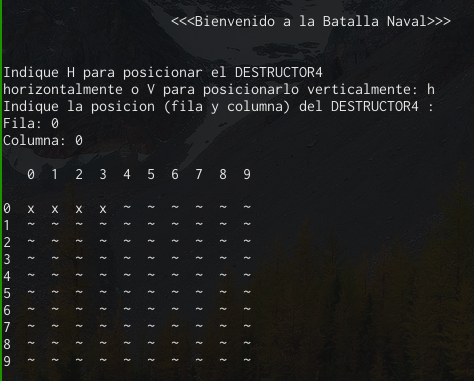 <<<Bienvenido a la Batalla Naval>>>
Indique H para posicionar el DESTRUCTOR4
horizontalmente o V para posicionarlo verticalmente: h
Indique la posicion (fila y columna) del DESTRUCTOR4 :
Fila: 0
Columna: 0
0 1 2 3 4 5 6 7 8 9
0 x x x x ~ ~ ~ ~ ~ ~
1 ~ ~ ~ ~ ~ ~ ~ ~ ~ ~
2 ~ ~ ~ ~ ~ ~ ~ ~ ~ ~
3 ~ ~ ~ ~ ~ ~ ~ ~ ~ ~
4 ~ ~ ~ ~ ~ ~ ~ ~ ~ ~
5 ~ ~ ~ ~ ~ ~ ~ ~ ~ ~
6 ~ ~ ~ ~ ~ ~ ~ ~ ~ ~
7 ~ ~ ~ ~ ~ ~ ~ ~ ~ ~
8 ~ ~ ~ ~ ~ ~ ~ ~ ~ ~
9 ~ ~ ~ ~ ~ ~ ~ ~ ~ ~